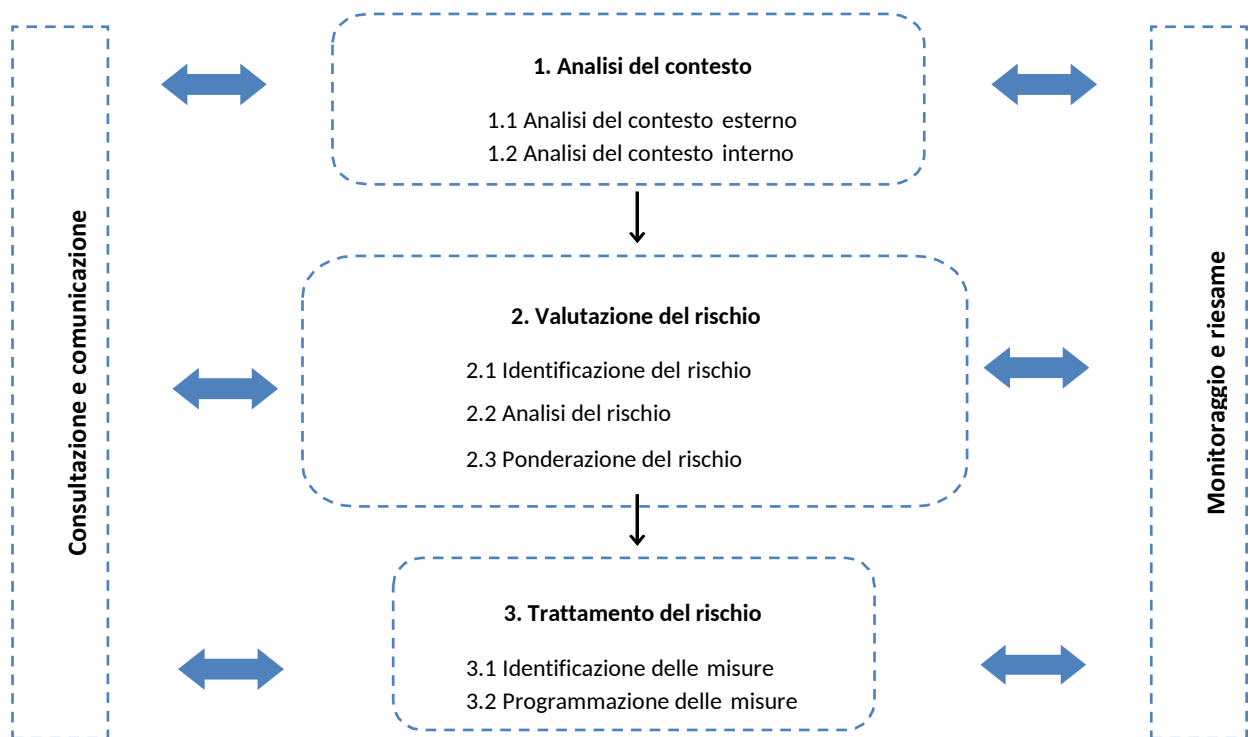 Consultazione e comunicazione
1. Analisi del contesto
1.1 Analisi del contesto esterno
1.2 Analisi del contesto interno
2. Valutazione del rischio
2.1 Identificazione del rischio
2.2 Analisi del rischio
2.3 Ponderazione del rischio
3. Trattamento del rischio
3.1 Identificazione delle misure
3.2 Programmazione delle misure
Monitoraggio e riesame